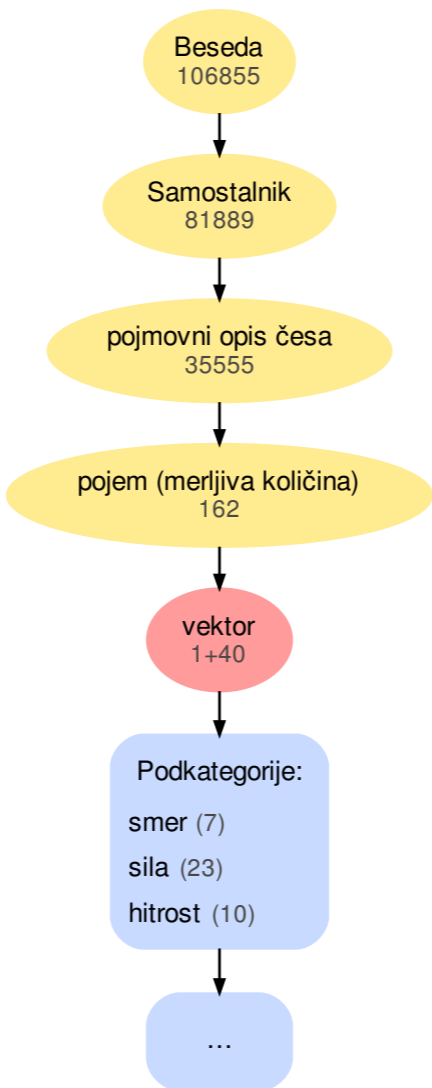 Beseda
106855
Samostalnik
81889
pojmovni opis česa
35555
pojem (merljiva količina)
162
vektor
1+40
Podkategorije:
smer (7)
sila (23)
hitrost (10)
...